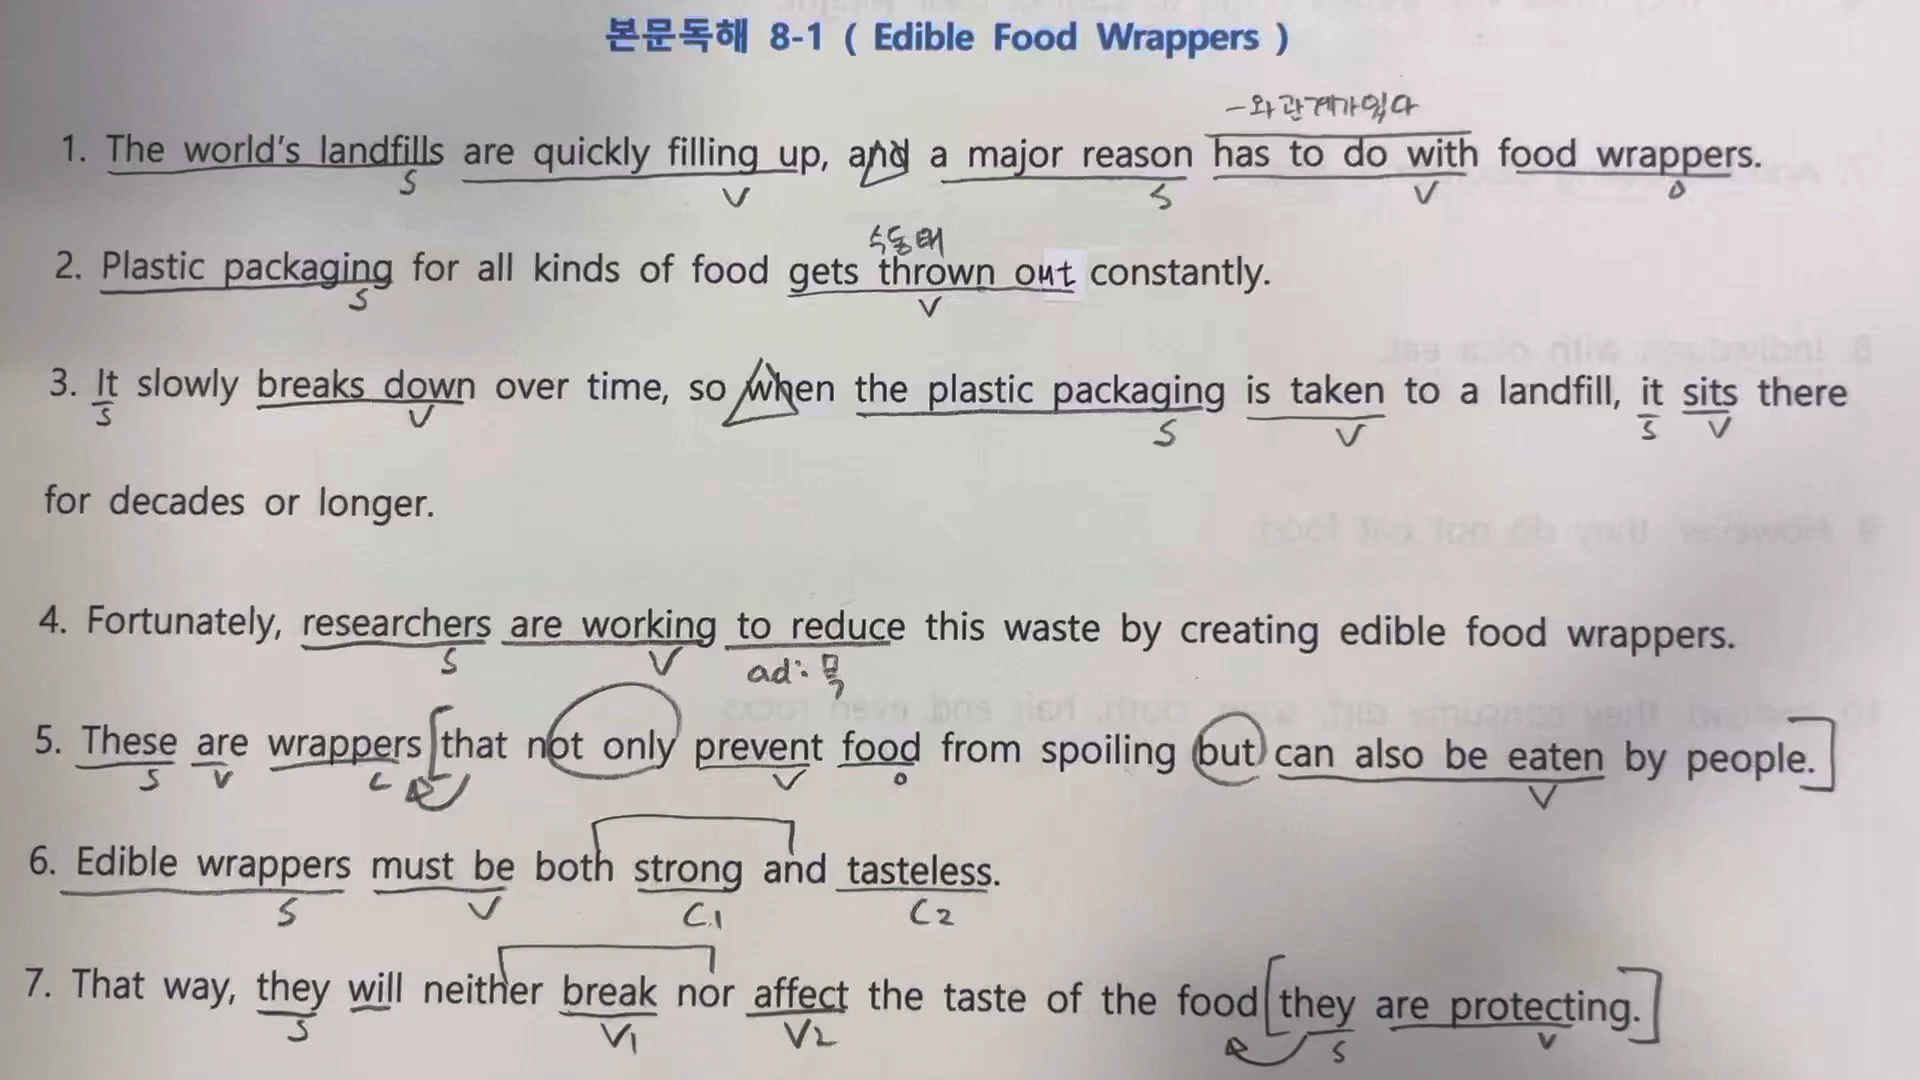 본문독해 8-1 ( Edible Food Wrappers )
-와 관계가 있다
1. The world's landfills are quickly filling up, and a major reason has to do with food wrappers.
S V S V O
수동태
2. Plastic packaging for all kinds of food gets thrown out constantly.
S V
3. It slowly breaks down over time, so when the plastic packaging is taken to a landfill, it sits there
S V S V S V
for decades or longer.
4. Fortunately, researchers are working to reduce this waste by creating edible food wrappers.
S V ad: 목
5. These are wrappers [that not only prevent food from spoiling but can also be eaten by people.]
S V C V O V
6. Edible wrappers must be both strong and tasteless.
S V C1 C2
7. That way, they will neither break nor affect the taste of the food [they are protecting.]
S V1 V2 S V